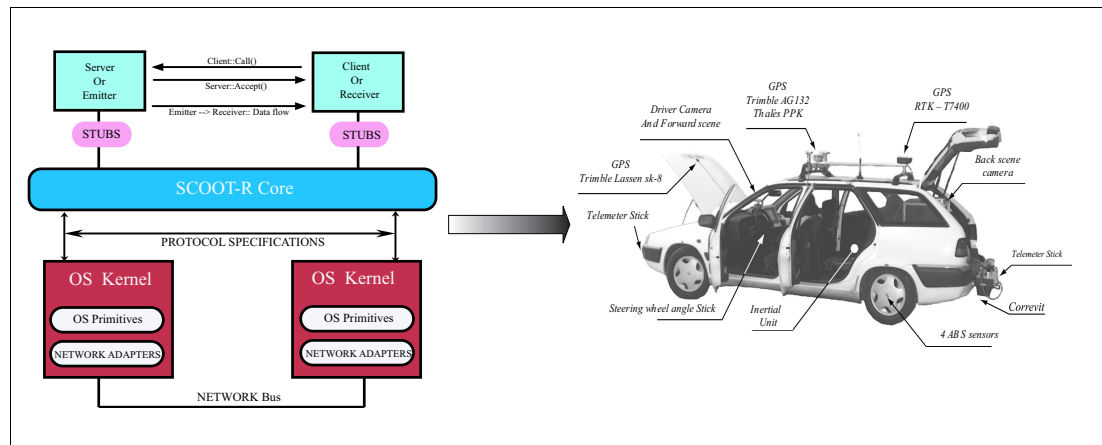 Server
Or
Emitter
Client::Call()
Server::Accept()
Emitter --> Receiver:: Data flow
Client
Or
Receiver
STUBS
STUBS
SCOOT-R Core
PROTOCOL SPECIFICATIONS
OS Kernel
OS Primitives
NETWORK ADAPTERS
OS Kernel
OS Primitives
NETWORK ADAPTERS
NETWORK Bus
GPS
Trimble AG132
Thalès PPK
GPS
RTK – T7400
Driver Camera
And Forward scene
Back scene
camera
GPS
Trimble Lassen sk-8
Telemeter Stick
Telemeter Stick
Steering wheel angle Stick
Inertial
Unit
Correvit
4 ABS sensors